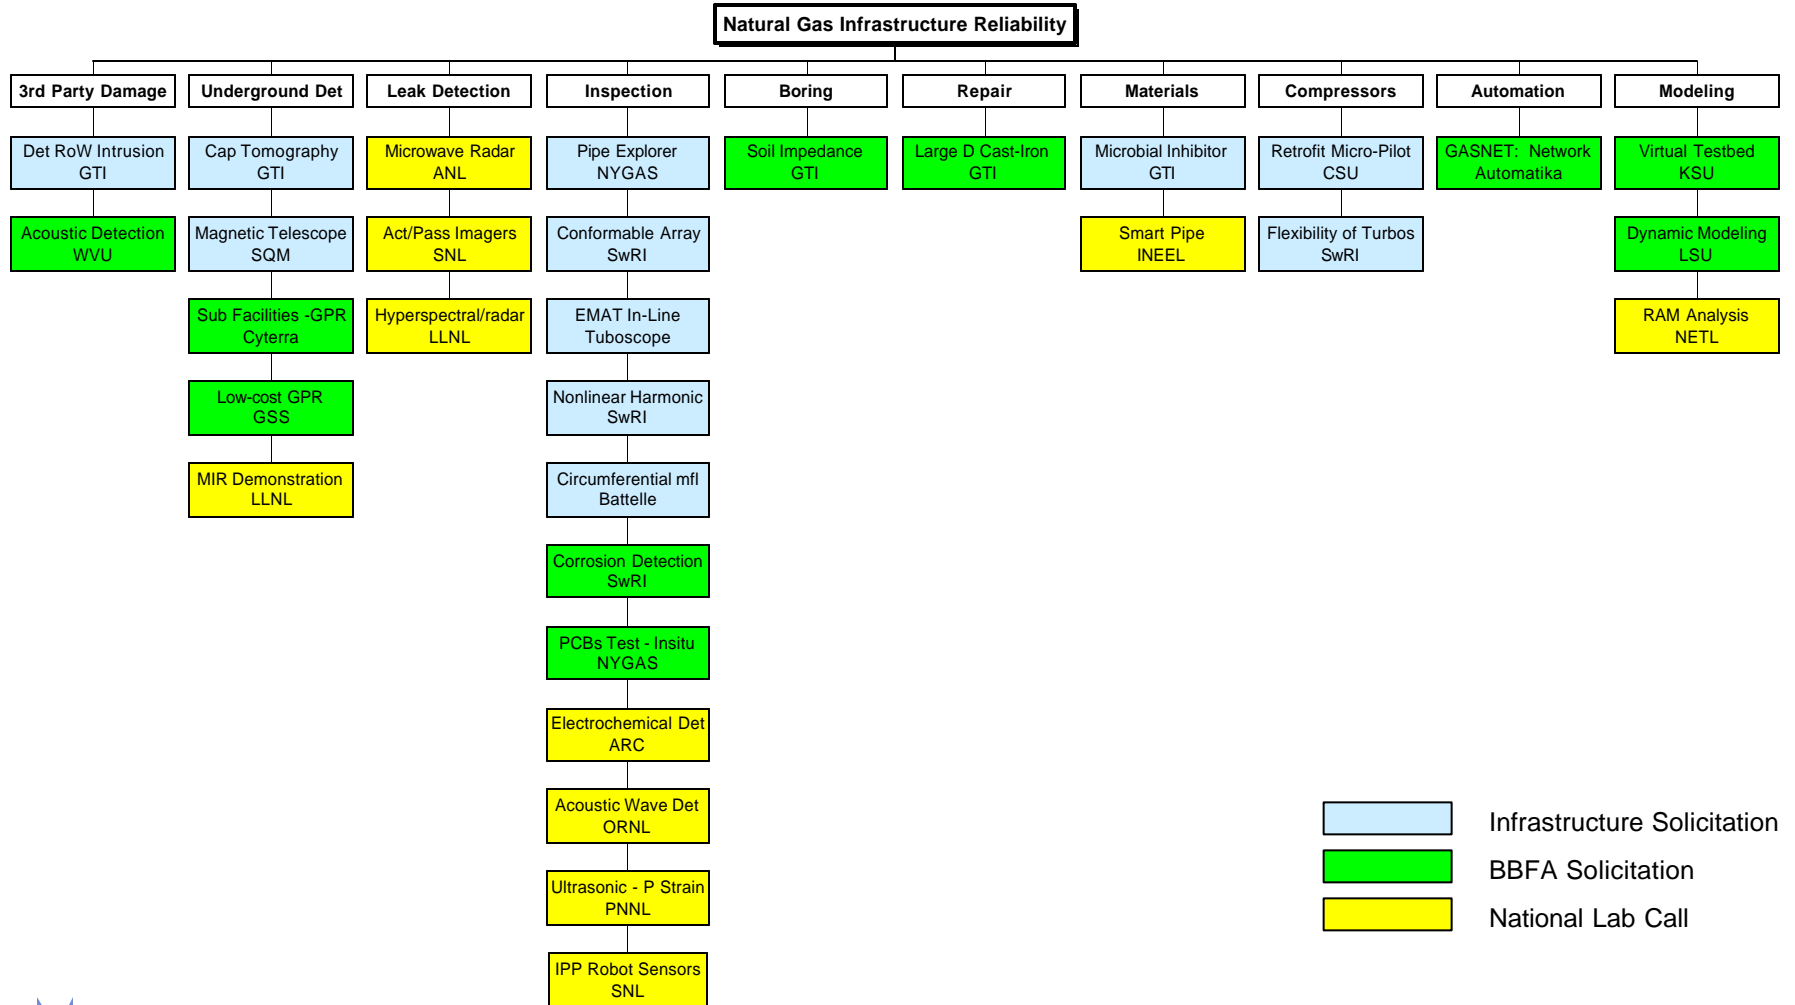 Natural Gas Infrastructure Reliability
3rd Party Damage
Det RoW Intrusion
GTI
Acoustic Detection
WVU
Underground Det
Cap Tomography
GTI
Magnetic Telescope
SQM
Sub Facilities -GPR
Cyterra
Low-cost GPR
GSS
MIR Demonstration
LLNL
Leak Detection
Microwave Radar
ANL
Act/Pass Imagers
SNL
Hyperspectral/radar
LLNL
Inspection
Pipe Explorer
NYGAS
Conformable Array
SwRI
EMAT In-Line
Tuboscope
Nonlinear Harmonic
SwRI
Circumferential mfl
Battelle
Corrosion Detection
SwRI
PCBs Test - Insitu
NYGAS
Electrochemical Det
ARC
Acoustic Wave Det
ORNL
Ultrasonic - P Strain
PNNL
IPP Robot Sensors
SNL
Boring
Soil Impedance
GTI
Repair
Large D Cast-Iron
GTI
Materials
Microbial Inhibitor
GTI
Smart Pipe
INEEL
Compressors
Retrofit Micro-Pilot
CSU
Flexibility of Turbos
SwRI
Automation
GASNET: Network
Automatika
Modeling
Virtual Testbed
KSU
Dynamic Modeling
LSU
RAM Analysis
NETL
Infrastructure Solicitation
BBFA Solicitation
National Lab Call